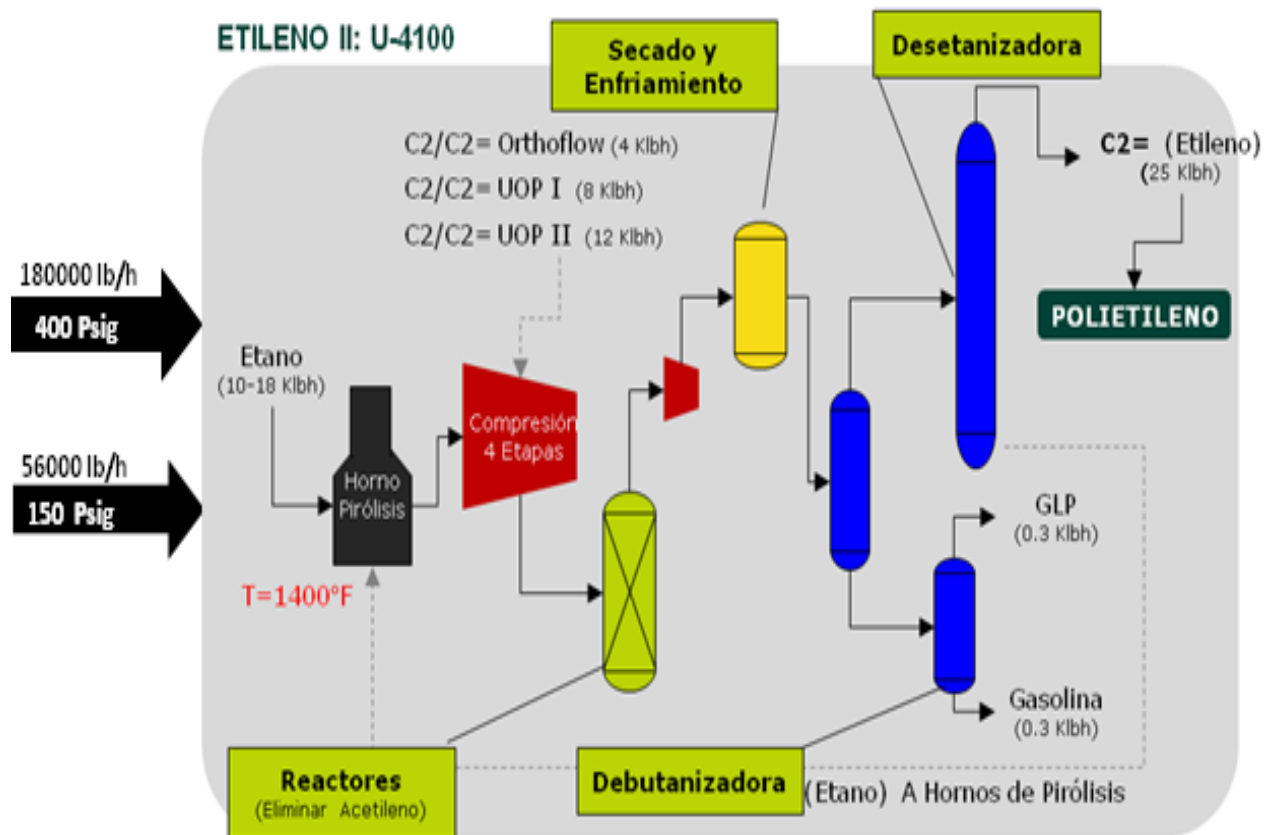 ETILENO II: U-4100
Secado y
Enfriamiento
Desetanizadora
C2/C2= Orthoflow (4 Klbh)
C2/C2= UOP I (8 Klbh)
C2/C2= UOP II (12 Klbh)
C2= (Etileno)
(25 Klbh)
POLIETILENO
180000 lb/h
400 Psig
Etano
(10-18 Klbh)
Compresión
4 Etapas
56000 lb/h
150 Psig
Horno
Pirólisis
T=1400°F
GLP
(0.3 Klbh)
Gasolina
(0.3 Klbh)
Reactores
(Eliminar Acetileno)
Debutanizadora
(Etano) A Hornos de Pirólisis